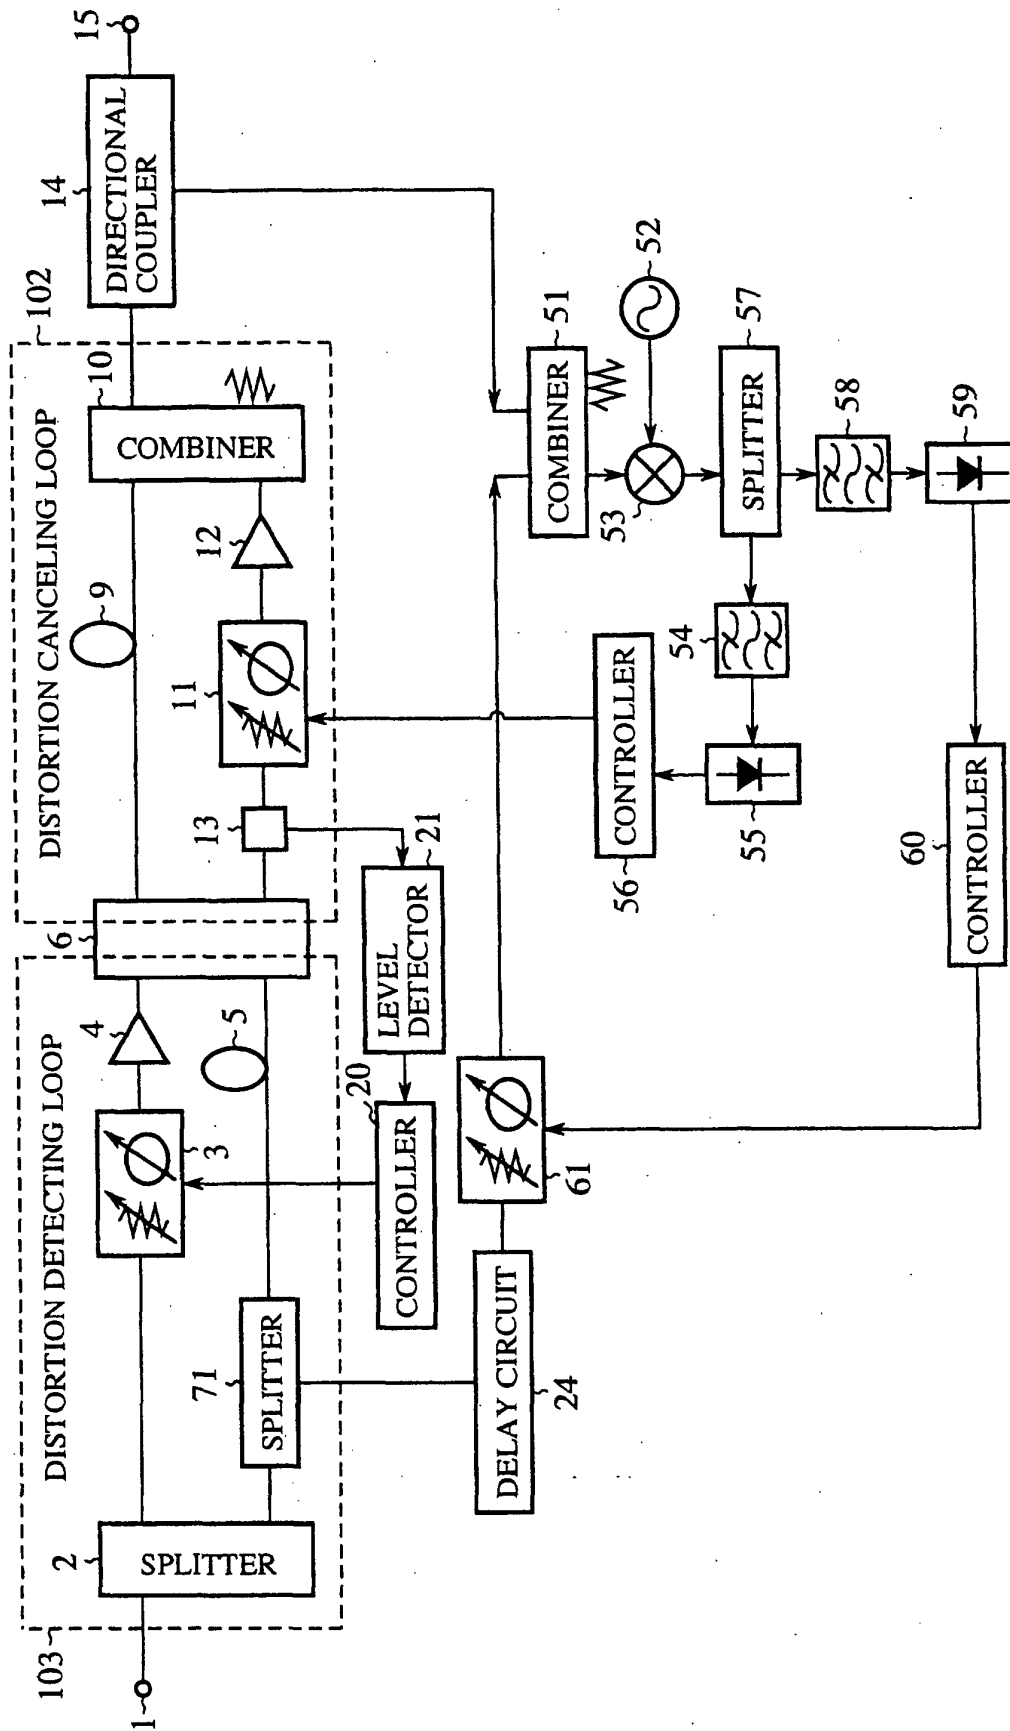 103
DISTORTION DETECTING LOOP
DISTORTION CANCELING LOOP
102
1
2
SPLITTER
71
SPLITTER
3
4
5
6
9
10
COMBINER
11
12
13
14
DIRECTIONAL
COUPLER
15
20
CONTROLLER
21
LEVEL
DETECTOR
24
DELAY CIRCUIT
61
51
COMBINER
52
53
54
55
56
CONTROLLER
57
SPLITTER
58
59
60
CONTROLLER